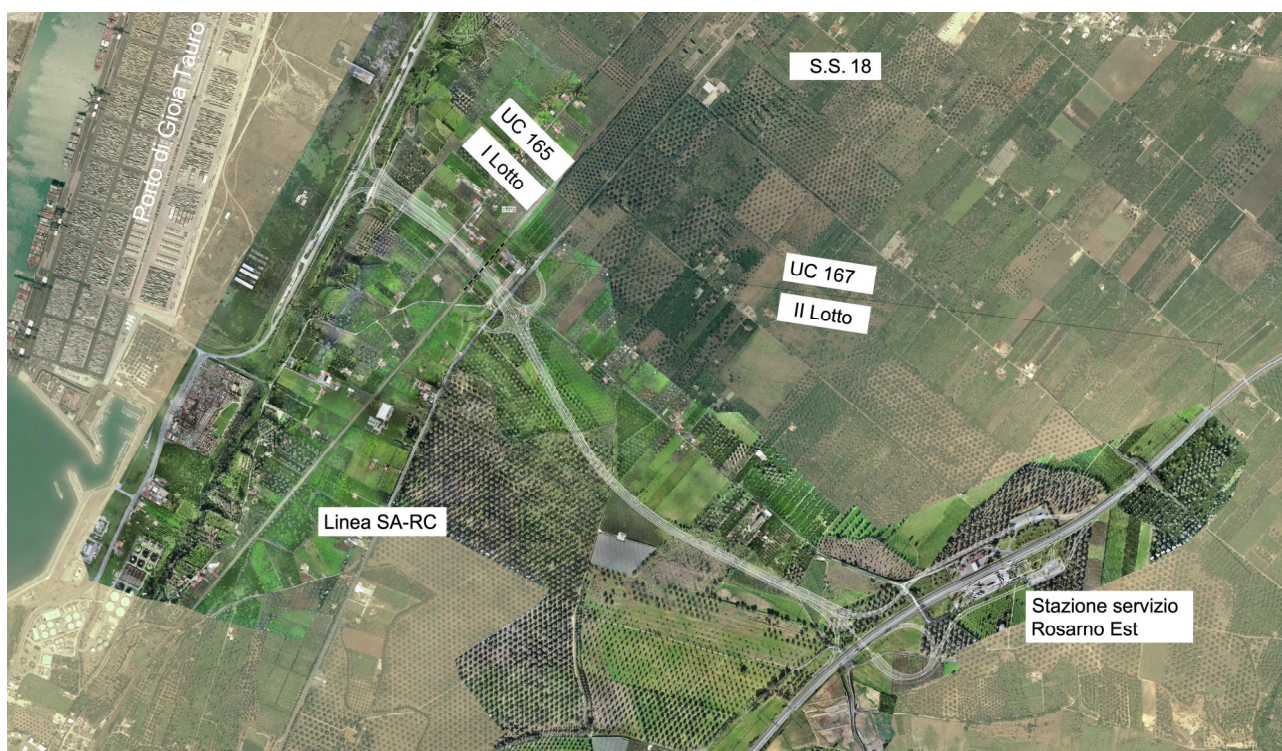 Porto di Gioia Tauro
S.S. 18
UC 165
I Lotto
UC 167
II Lotto
Linea SA-RC
Stazione servizio
Rosarno Est